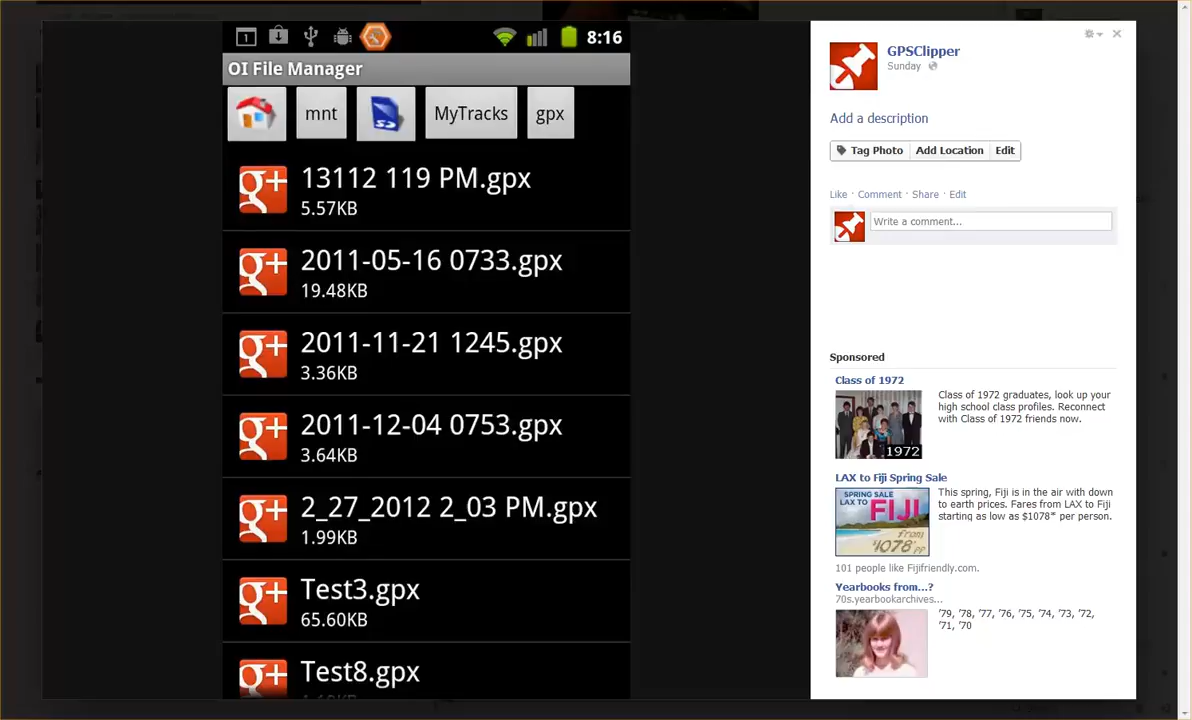 1
8:16
OI File Manager
mnt
MyTracks
gpx
g+ 13112 119 PM.gpx
5.57KB
g+ 2011-05-16 0733.gpx
19.48KB
g+ 2011-11-21 1245.gpx
3.36KB
g+ 2011-12-04 0753.gpx
3.64KB
g+ 2_27_2012 2_03 PM.gpx
1.99KB
g+ Test3.gpx
65.60KB
g+ Test8.gpx
GPSClipper
Sunday
Add a description
Tag Photo Add Location Edit
Like · Comment · Share · Edit
Write a comment...
Sponsored
Class of 1972
1972
Class of 1972 graduates, look up your
high school class profiles. Reconnect
with Class of 1972 friends now.
LAX to Fiji Spring Sale
SPRING SALE
LAX TO
FIJI
from
$1078* PP
This spring, Fiji is in the air with down
to earth prices. Fares from LAX to Fiji
starting as low as $1078* per person.
101 people like Fijifriendly.com.
Yearbooks from...?
70s.yearbookarchives...
'79, '78, '77, '76, '75, '74, '73, '72,
'71, '70